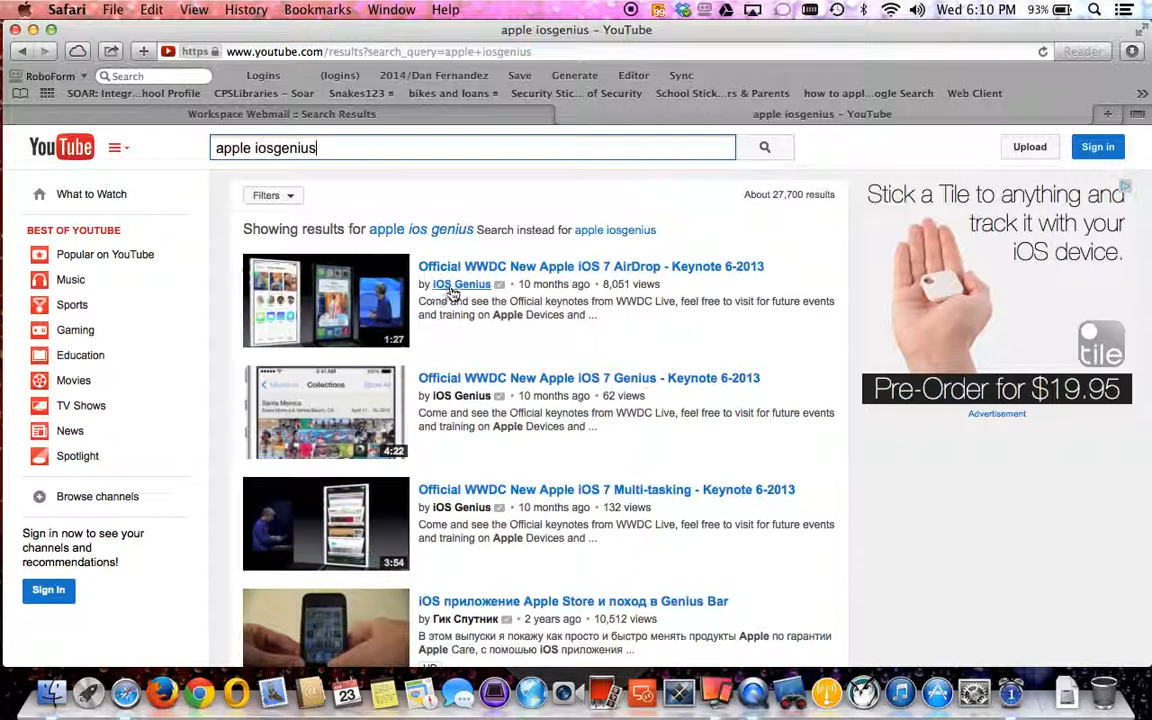 Safari File Edit View History Bookmarks Window Help Wed 6:10 PM 93%
apple iosgenius – YouTube
https www.youtube.com/results?search_query=apple+iosgenius Reader
RoboForm Search Logins (logins) 2014/Dan Fernandez Save Generate Editor Sync
SOAR: Integr...hool Profile CPSLibraries – Soar Snakes123 bikes and loans Security Stic...s of Security School Stick...rs & Parents how to appl...ogle Search Web Client
Workspace Webmail :: Search Results apple iosgenius – YouTube
YouTube apple iosgenius Upload Sign in
What to Watch
BEST OF YOUTUBE
Popular on YouTube
Music
Sports
Gaming
Education
Movies
TV Shows
News
Spotlight
Browse channels
Sign in now to see your
channels and
recommendations!
Sign In
Filters About 27,700 results
Showing results for apple ios genius Search instead for apple iosgenius
Official WWDC New Apple iOS 7 AirDrop - Keynote 6-2013
by iOS Genius • 10 months ago • 8,051 views
Come and see the Official keynotes from WWDC Live, feel free to visit for future events
and training on Apple Devices and ...
1:27
Official WWDC New Apple iOS 7 Genius - Keynote 6-2013
by iOS Genius • 10 months ago • 62 views
Come and see the Official keynotes from WWDC Live, feel free to visit for future events
and training on Apple Devices and ...
Collections
4:22
Official WWDC New Apple iOS 7 Multi-tasking - Keynote 6-2013
by iOS Genius • 10 months ago • 132 views
Come and see the Official keynotes from WWDC Live, feel free to visit for future events
and training on Apple Devices and ...
3:54
iOS приложение Apple Store и поход в Genius Bar
by Гик Спутник • 2 years ago • 10,512 views
В этом выпуски я покажу как просто и быстро менять продукты Apple по гарантии
Apple Care, с помощью iOS приложения ...
Stick a Tile to anything and
track it with your
iOS device.
tile
Pre-Order for $19.95
Advertisement
23